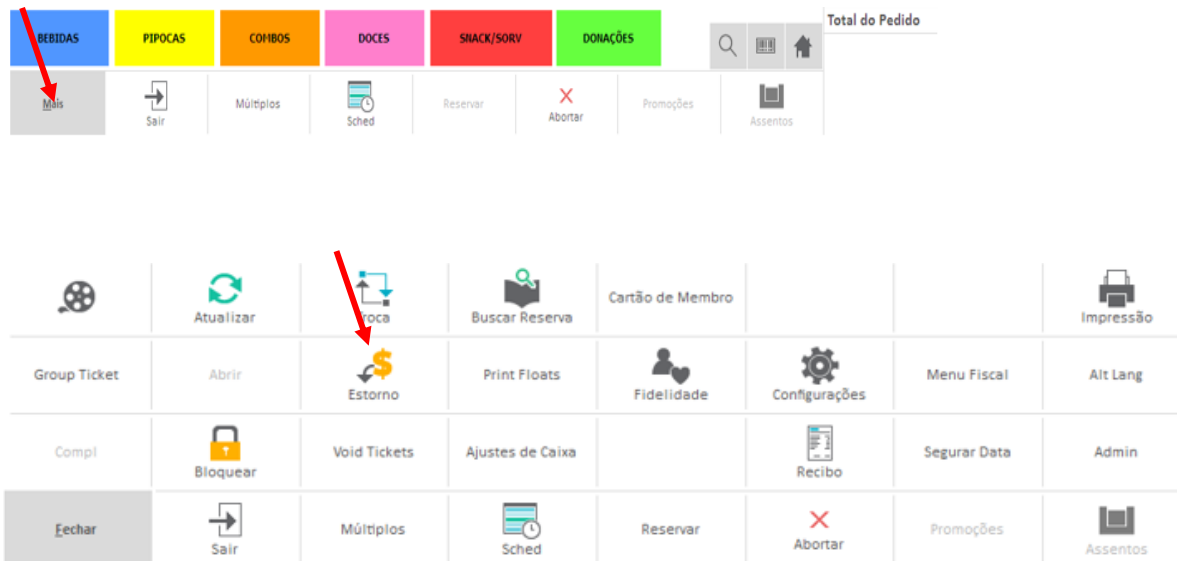 BEBIDAS PIPOCAS COMBOS DOCES SNACK/SORV DONAÇÕES Total do Pedido
Mais Sair Múltiplos Sched Reservar Abortar Promoções Assentos
Atualizar Troca Buscar Reserva Cartão de Membro Impressão
Group Ticket Abrir Estorno Print Floats Fidelidade Configurações Menu Fiscal Alt Lang
Compl Bloquear Void Tickets Ajustes de Caixa Recibo Segurar Data Admin
Fechar Sair Múltiplos Sched Reservar Abortar Promoções Assentos